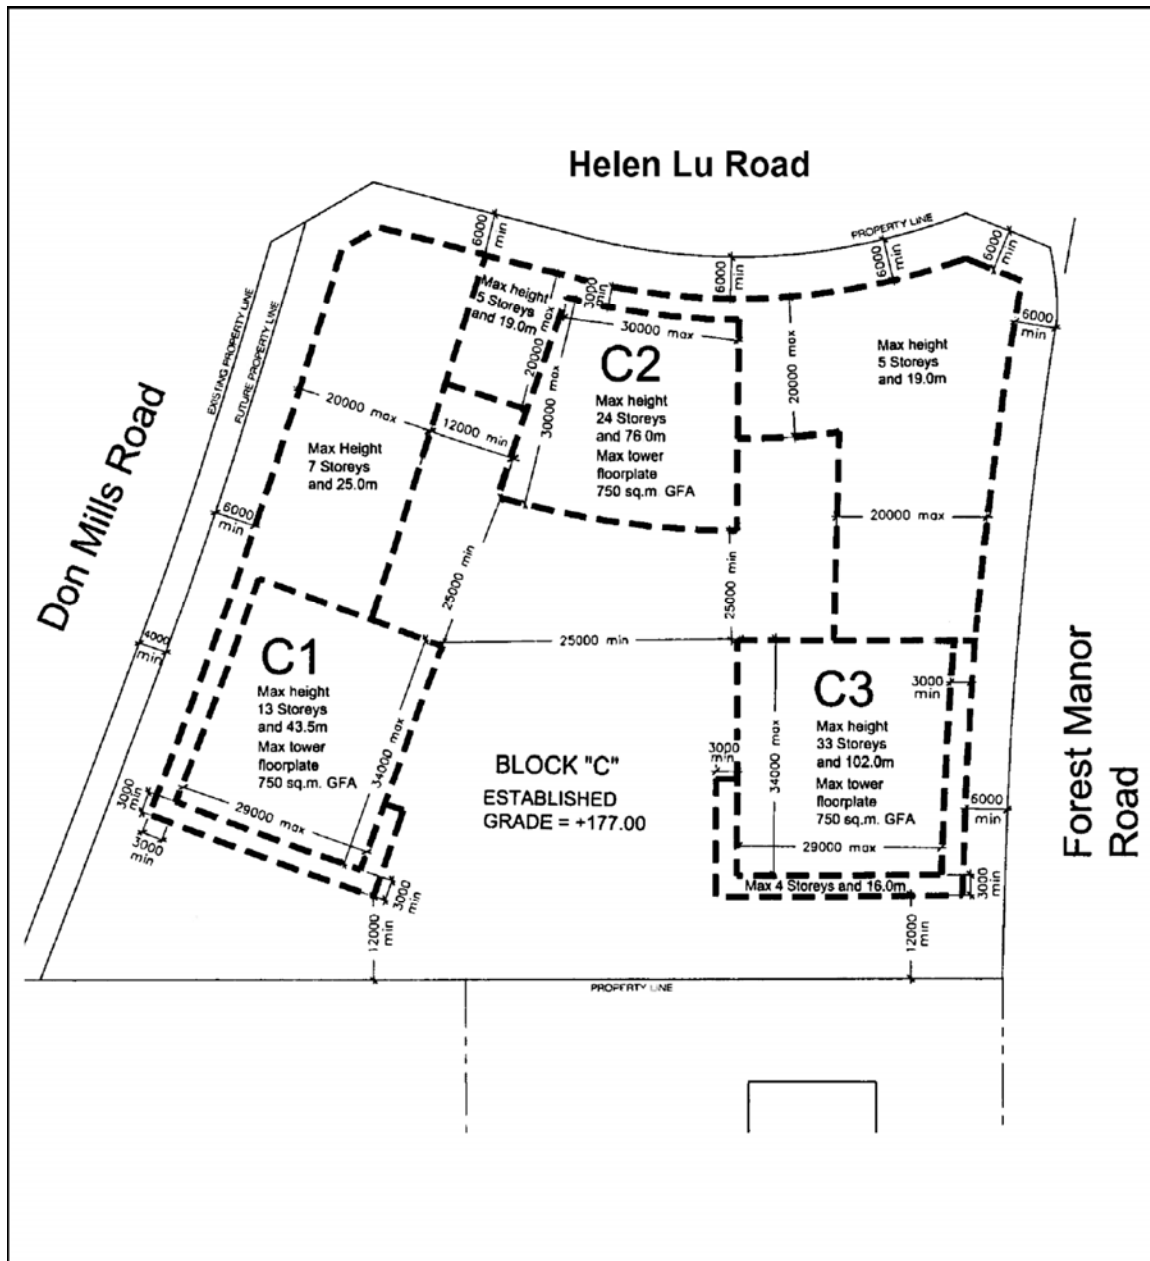 Helen Lu Road
PROPERTY LINE
6000
min
6000
min
6000
min
6000
min
6000
min
Max height
5 Storeys
and 19.0m
3000
min
20000 max
30000 max
30000 max
C2
Max height
24 Storeys
and 76.0m
Max tower
floorplate
750 sq.m. GFA
20000 max
Max height
5 Storeys
and 19.0m
EXISTING PROPERTY LINE
FUTURE PROPERTY LINE
Don Mills Road
20000 max
12000 min
Max Height
7 Storeys
and 25.0m
6000
min
20000 max
25000 min
25000 min
25000 min
4000
min
C1
Max height
13 Storeys
and 43.5m
Max tower
floorplate
750 sq.m. GFA
34000 max
29000 max
3000
min
3000
min
3000
min
12000
min
BLOCK "C"
ESTABLISHED
GRADE = +177.00
C3
Max height
33 Storeys
and 102.0m
Max tower
floorplate
750 sq.m. GFA
3000
min
3000
min
34000 max
29000 max
Max 4 Storeys and 16.0m
3000
min
6000
min
12000
min
Forest Manor
Road
PROPERTY LINE